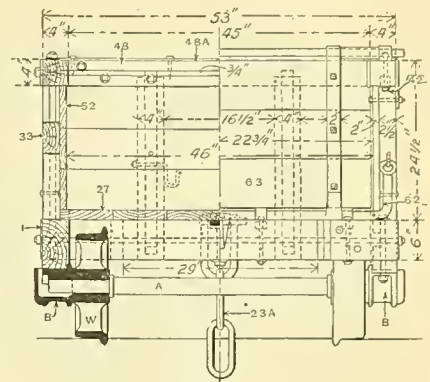 53"
4" 45" 4"
48 48A
4" 3/4"
52
33 4" 16 1/2" 4" 2" 2" 2 1/2"
22 3/4"
46" 24 1/2"
27 63 62
1 6"
29
A
B W 23A B